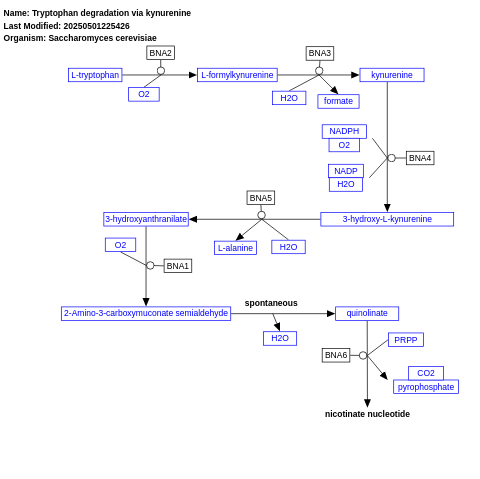 Name: Tryptophan degradation via kynurenine
Last Modified: 20250501225426
Organism: Saccharomyces cerevisiae
BNA2
BNA3
L-tryptophan
L-formylkynurenine
kynurenine
O2
H2O
formate
NADPH
O2
BNA4
NADP
H2O
BNA5
3-hydroxyanthranilate
3-hydroxy-L-kynurenine
O2
L-alanine
H2O
BNA1
spontaneous
2-Amino-3-carboxymuconate semialdehyde
quinolinate
H2O
PRPP
BNA6
CO2
pyrophosphate
nicotinate nucleotide